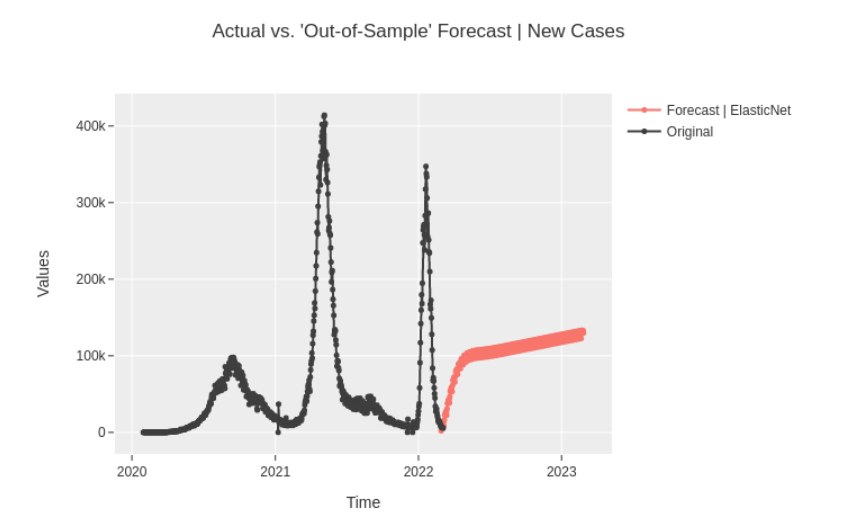 Actual vs. 'Out-of-Sample' Forecast | New Cases
Forecast | ElasticNet
Original
400k
300k
200k
100k
0
Values
2020
2021
2022
2023
Time